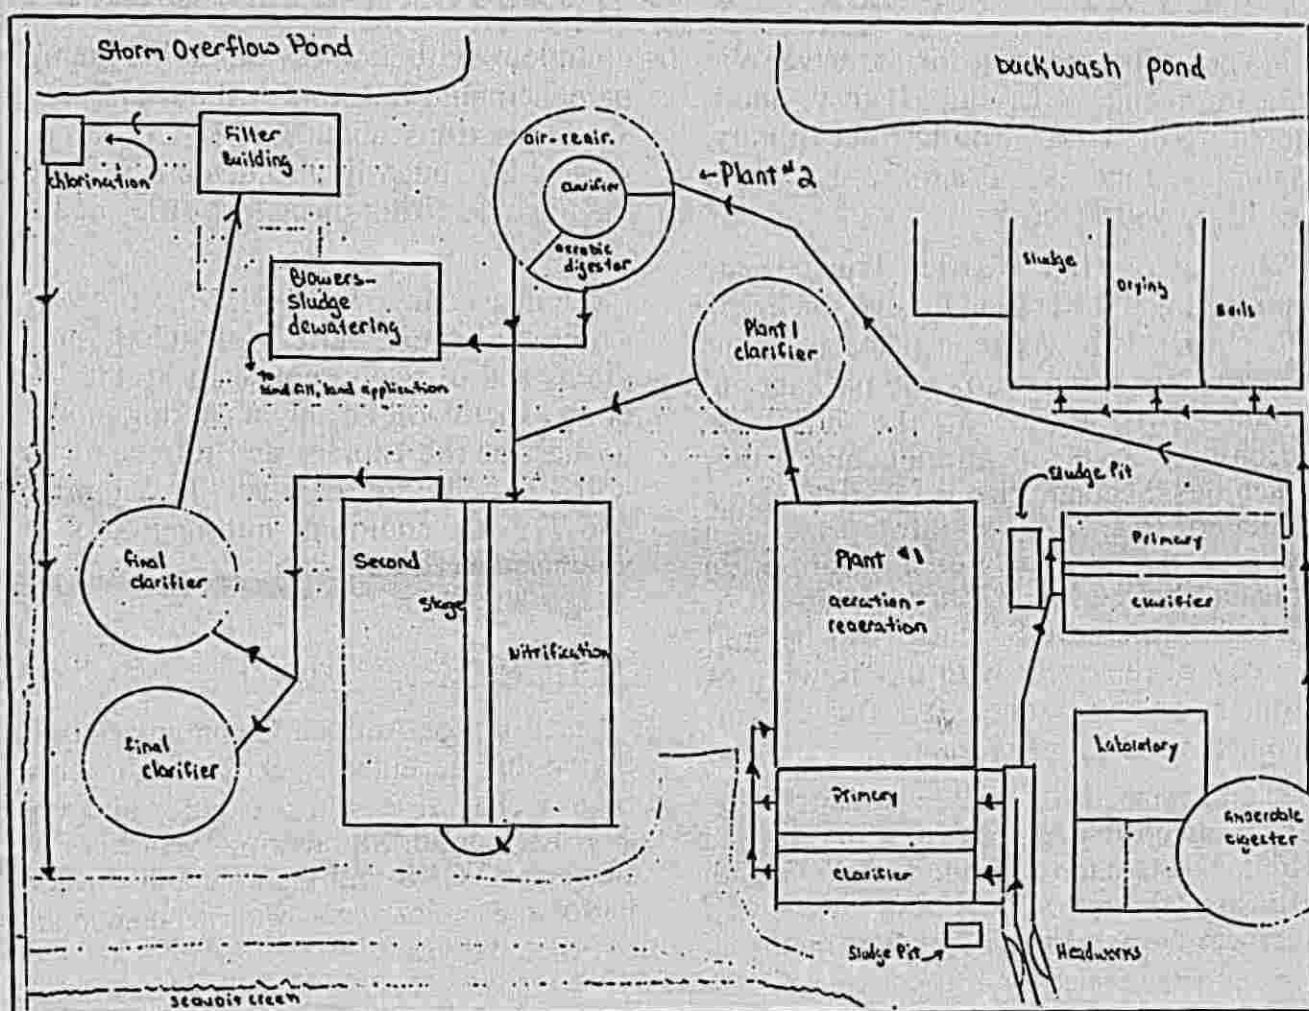 Storm Overflow Pond
backwash pond
Filter
Building
chlorination
air-reair.
clarifier
aerobic
digestor
←Plant #2
Blowers-
sludge
dewatering
to
land fill, land application
Plant 1
clarifier
Sludge
Drying
Beds
Sludge Pit
Primary
clarifier
final
clarifier
final
clarifier
Second
Stage
Nitrification
Plant #1
aeration-
reaeration
Primary
Clarifier
Laboratory
Anaerobic
digester
Sludge Pit
Headworks
creek